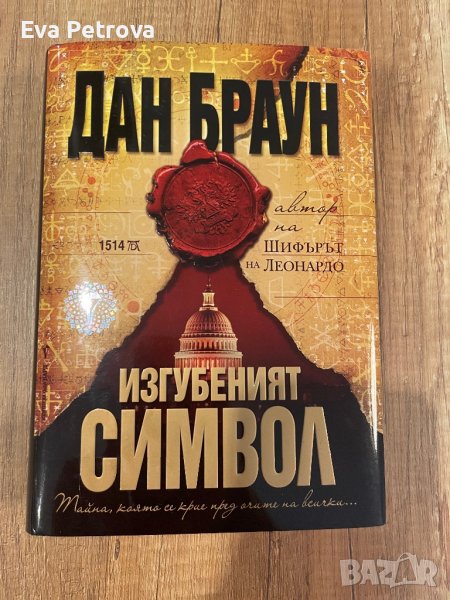 Eva Petrova
ДАН БРАУН
автор
на
ШИФЪРЪТ
НА ЛЕОНАРДО
1514
ИЗГУБЕНИЯТ
СИМВОЛ
Тайна, която се крие пред очите на всички...
BAZAR